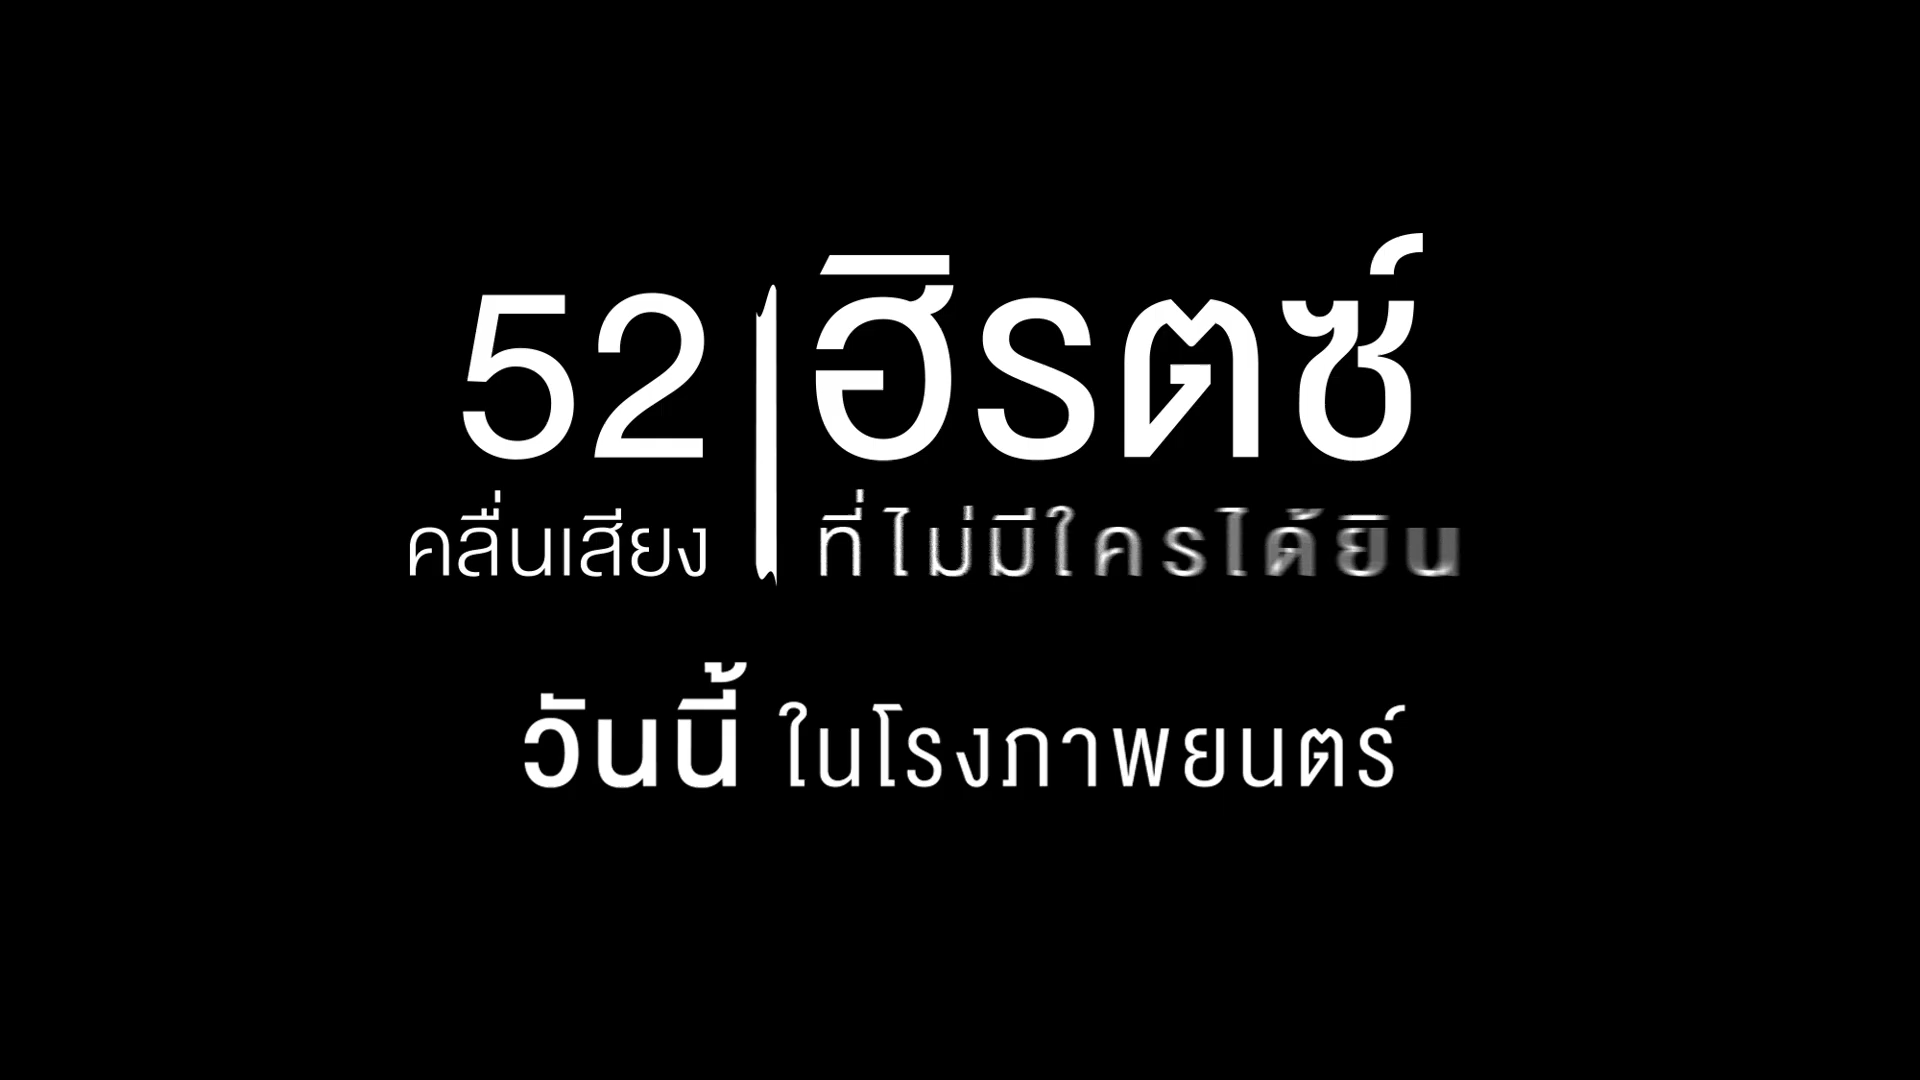 52 ฮิรตซ์
คลื่นเสียง ที่ไม่มีใครได้ยิน
วันนี้ ในโรงภาพยนตร์